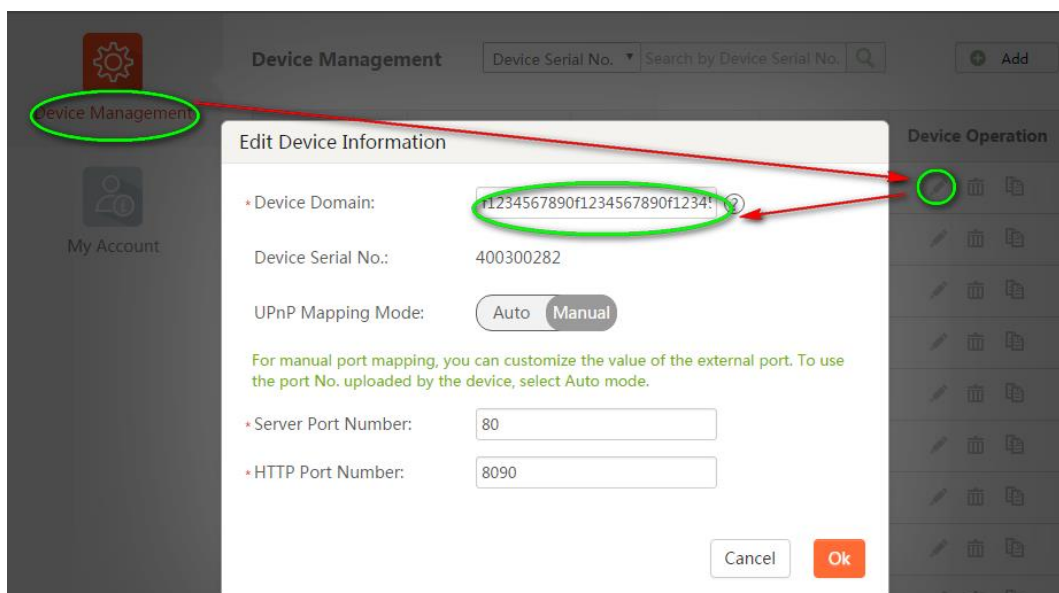 Device Management
Device Serial No.
Search by Device Serial No.
Add
Device Management
Edit Device Information
Device Operation
* Device Domain:
f1234567890f1234567890f12345
?
Device Serial No.:
400300282
My Account
UPnP Mapping Mode:
Auto
Manual
For manual port mapping, you can customize the value of the external port. To use
the port No. uploaded by the device, select Auto mode.
* Server Port Number:
80
* HTTP Port Number:
8090
Cancel
Ok